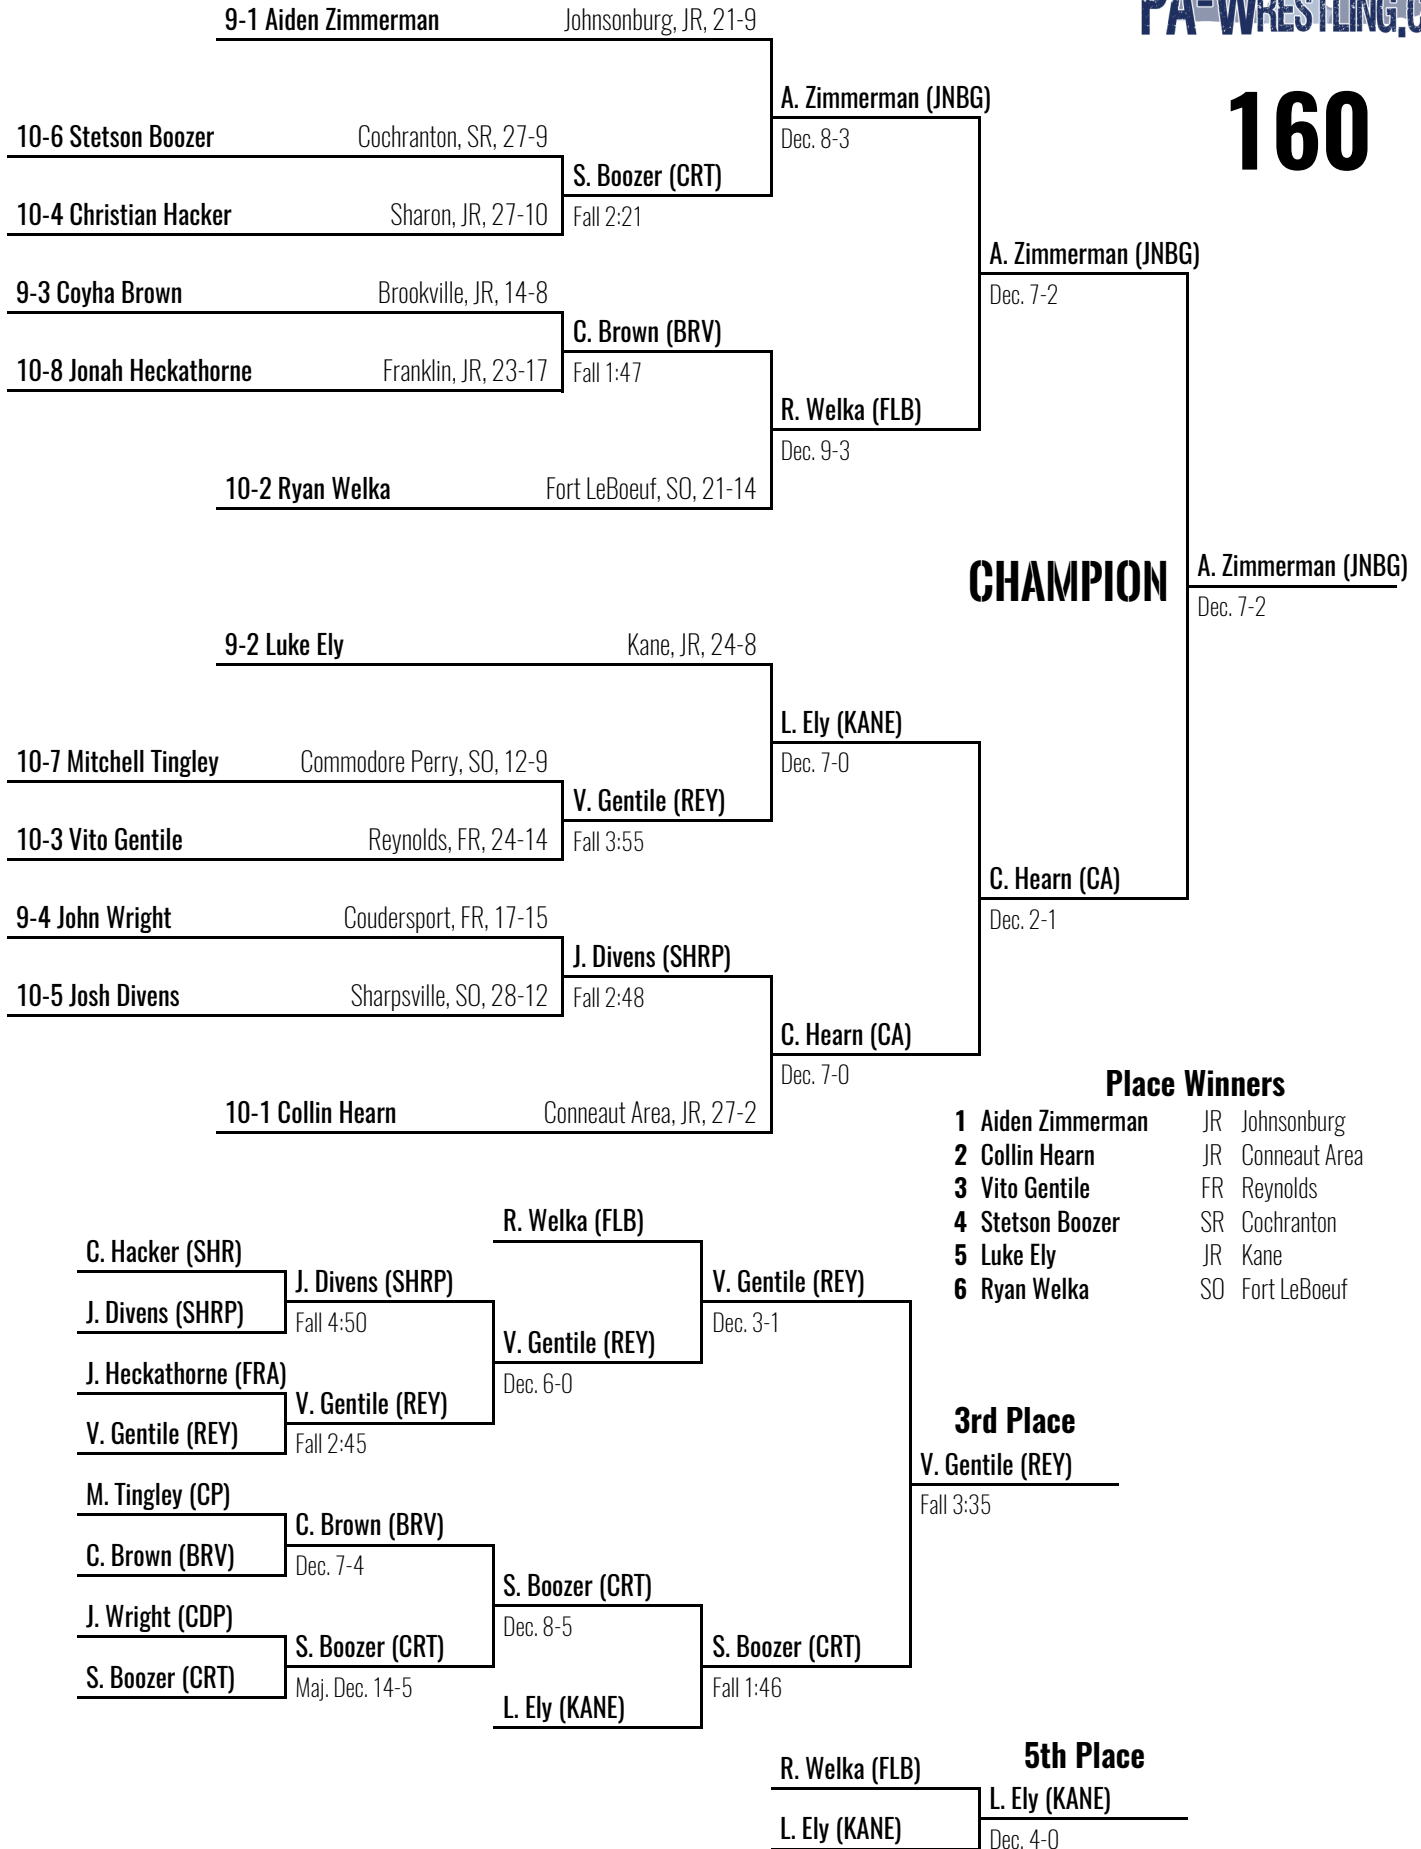 PA-WRESTLING.C
160
9-1 Aiden Zimmerman Johnsonburg, JR, 21-9
A. Zimmerman (JNBG)
Dec. 8-3
10-6 Stetson Boozer Cochranton, SR, 27-9
S. Boozer (CRT)
Fall 2:21
10-4 Christian Hacker Sharon, JR, 27-10
A. Zimmerman (JNBG)
Dec. 7-2
9-3 Coyha Brown Brookville, JR, 14-8
C. Brown (BRV)
Fall 1:47
10-8 Jonah Heckathorne Franklin, JR, 23-17
R. Welka (FLB)
Dec. 9-3
10-2 Ryan Welka Fort LeBoeuf, SO, 21-14
CHAMPION
A. Zimmerman (JNBG)
Dec. 7-2
9-2 Luke Ely Kane, JR, 24-8
L. Ely (KANE)
Dec. 7-0
10-7 Mitchell Tingley Commodore Perry, SO, 12-9
V. Gentile (REY)
Fall 3:55
10-3 Vito Gentile Reynolds, FR, 24-14
C. Hearn (CA)
Dec. 2-1
9-4 John Wright Coudersport, FR, 17-15
J. Divens (SHRP)
Fall 2:48
10-5 Josh Divens Sharpsville, SO, 28-12
C. Hearn (CA)
Dec. 7-0
10-1 Collin Hearn Conneaut Area, JR, 27-2
Place Winners
1 Aiden Zimmerman JR Johnsonburg
2 Collin Hearn JR Conneaut Area
3 Vito Gentile FR Reynolds
4 Stetson Boozer SR Cochranton
5 Luke Ely JR Kane
6 Ryan Welka SO Fort LeBoeuf
R. Welka (FLB)
C. Hacker (SHR)
J. Divens (SHRP)
Fall 4:50
J. Divens (SHRP)
V. Gentile (REY)
Dec. 3-1
V. Gentile (REY)
Dec. 6-0
J. Heckathorne (FRA)
V. Gentile (REY)
Fall 2:45
V. Gentile (REY)
3rd Place
V. Gentile (REY)
Fall 3:35
M. Tingley (CP)
C. Brown (BRV)
Dec. 7-4
C. Brown (BRV)
S. Boozer (CRT)
Dec. 8-5
J. Wright (CDP)
S. Boozer (CRT)
Maj. Dec. 14-5
S. Boozer (CRT)
S. Boozer (CRT)
Fall 1:46
L. Ely (KANE)
5th Place
R. Welka (FLB)
L. Ely (KANE)
Dec. 4-0
L. Ely (KANE)